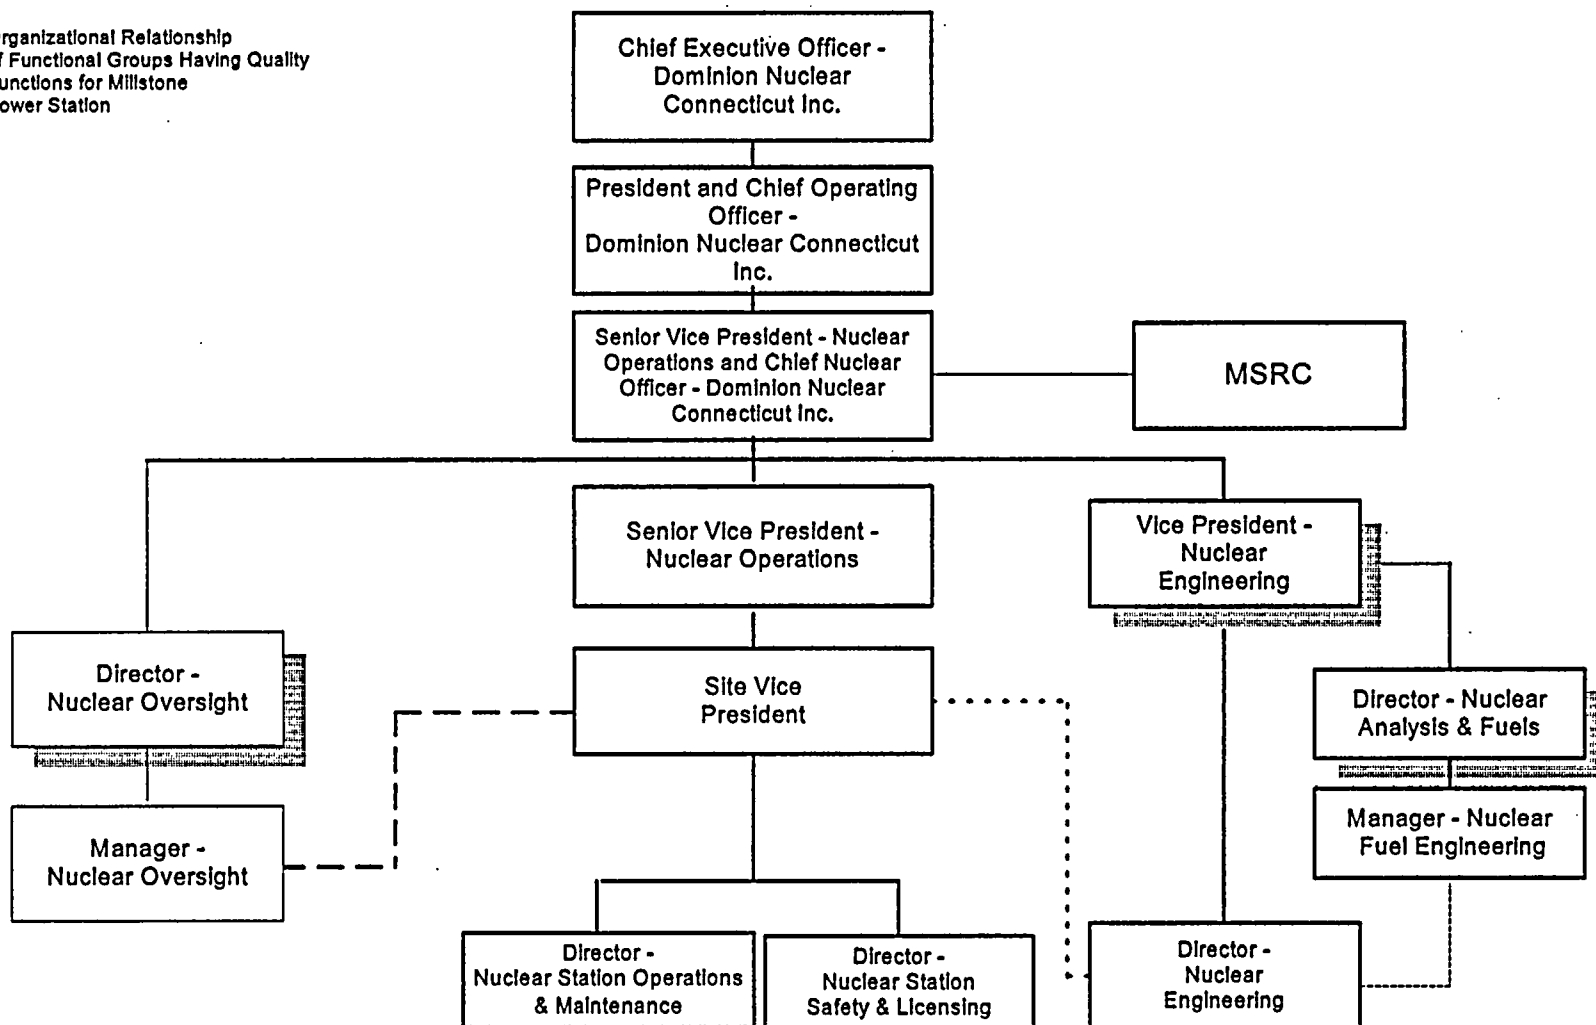 rganizational Relationship
f Functional Groups Having Quality
unctions for Millstone
ower Station
Chief Executive Officer -
Dominion Nuclear
Connecticut Inc.
President and Chief Operating
Officer -
Dominion Nuclear Connecticut
Inc.
Senior Vice President - Nuclear
Operations and Chief Nuclear
Officer - Dominion Nuclear
Connecticut Inc.
MSRC
Senior Vice President -
Nuclear Operations
Vice President -
Nuclear
Engineering
Director -
Nuclear Oversight
Site Vice
President
Director - Nuclear
Analysis & Fuels
Manager -
Nuclear Oversight
Manager - Nuclear
Fuel Engineering
Director -
Nuclear Station Operations
& Maintenance
Director -
Nuclear Station
Safety & Licensing
Director -
Nuclear
Engineering